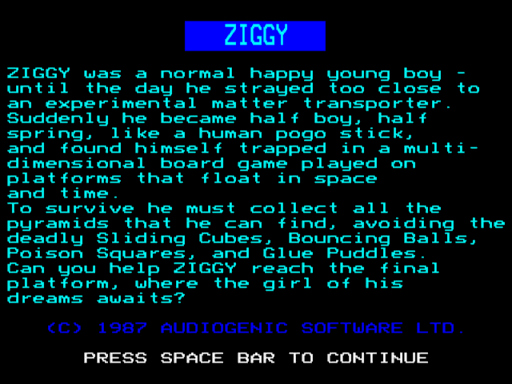 ZIGGY
ZIGGY was a normal happy young boy -
until the day he strayed too close to
an experimental matter transporter.
Suddenly he became half boy, half
spring, like a human pogo stick,
and found himself trapped in a multi-
dimensional board game played on
platforms that float in space
and time.
To survive he must collect all the
pyramids that he can find, avoiding the
deadly Sliding Cubes, Bouncing Balls,
Poison Squares, and Glue Puddles.
Can you help ZIGGY reach the final
platform, where the girl of his
dreams awaits?
(C) 1987 AUDIOGENIC SOFTWARE LTD.
PRESS SPACE BAR TO CONTINUE